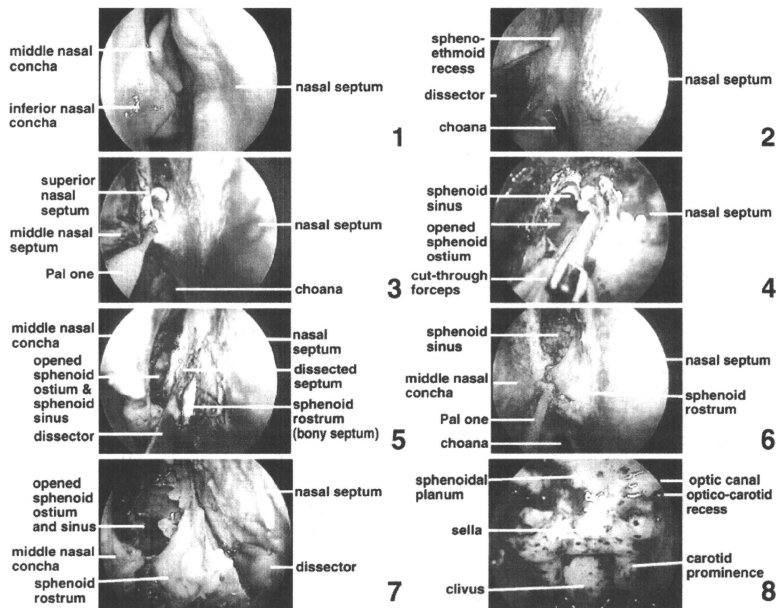 middle nasal
concha
inferior nasal
concha
nasal septum
1
spheno-
ethmoid
recess
dissector
choana
nasal septum
2
superior
nasal
septum
middle nasal
septum
Pal one
nasal septum
choana
3
sphenoid
sinus
opened
sphenoid
ostium
cut-through
forceps
nasal septum
4
middle nasal
concha
opened
sphenoid
ostium &
sphenoid
sinus
dissector
nasal
septum
dissected
septum
sphenoid
rostrum
(bony septum)
5
sphenoid
sinus
middle nasal
concha
Pal one
choana
nasal septum
sphenoid
rostrum
6
opened
sphenoid
ostium
and sinus
middle nasal
concha
sphenoid
rostrum
nasal septum
dissector
7
sphenoidal
planum
sella
clivus
optic canal
optico-carotid
recess
carotid
prominence
8